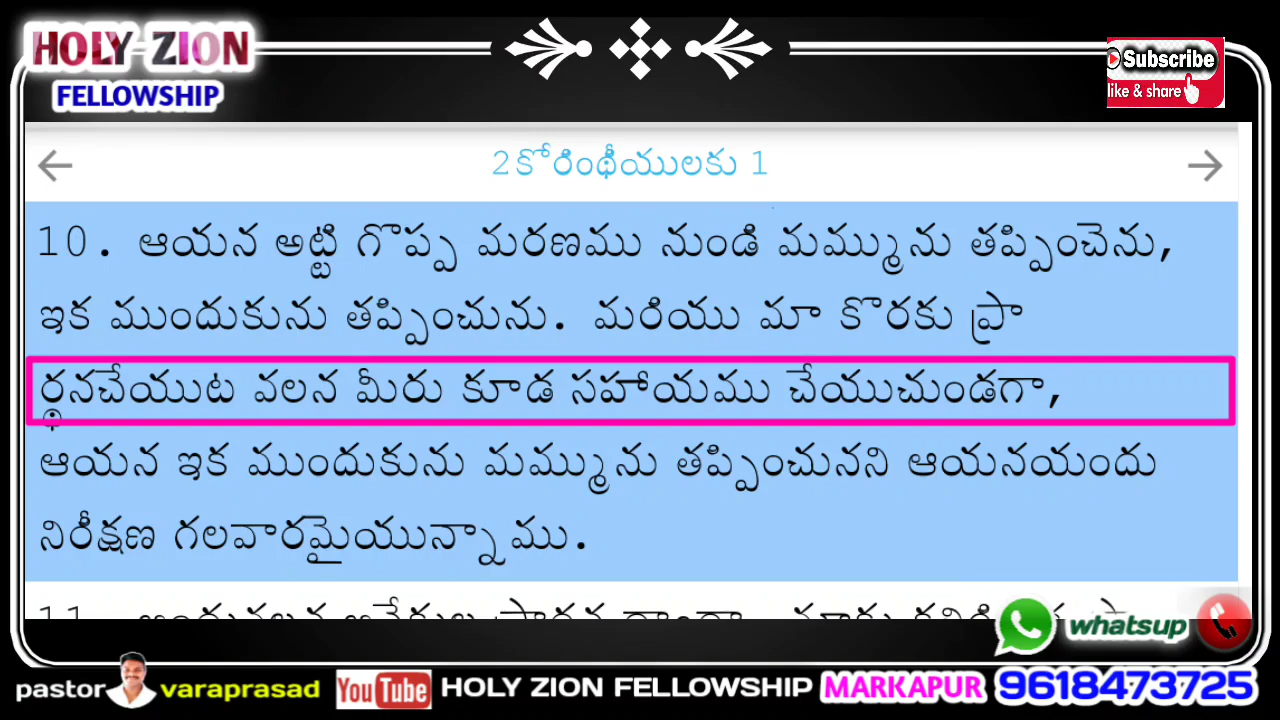 HOLY ZION
FELLOWSHIP
Subscribe
like & share
2కోరింథీయులకు 1
10. ఆయన అట్టి గొప్ప మరణము నుండి మమ్మును తప్పించెను,
ఇక ముందుకును తప్పించును. మరియు మా కొరకు ప్రా
ర్థనచేయుట వలన మీరు కూడ సహాయము చేయుచుండగా,
ఆయన ఇక ముందుకును మమ్మును తప్పించునని ఆయనయందు
నిరీక్షణ గలవారమైయున్నాము.
whatsup
pastor varaprasad YouTube HOLY ZION FELLOWSHIP MARKAPUR 9618473725